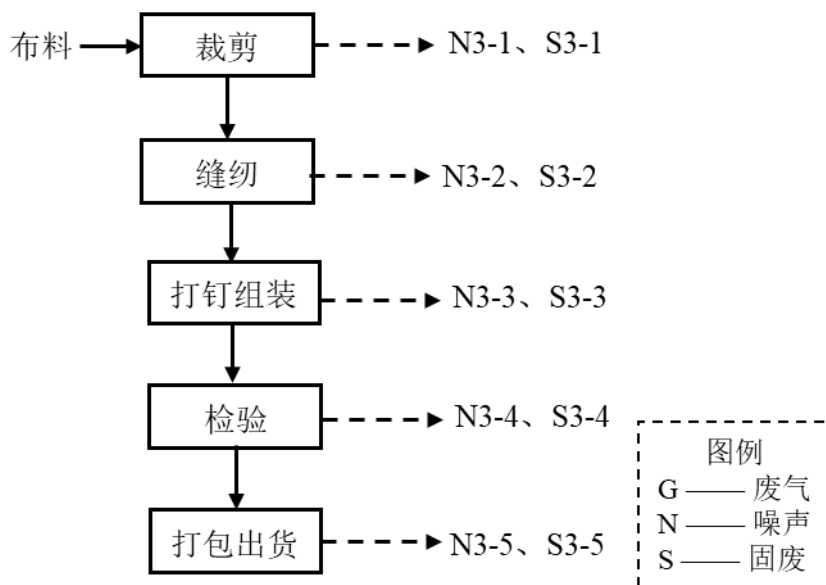 布料
裁剪
N3-1、S3-1
缝纫
N3-2、S3-2
打钉组装
N3-3、S3-3
检验
N3-4、S3-4
打包出货
N3-5、S3-5
图例
G —— 废气
N —— 噪声
S —— 固废